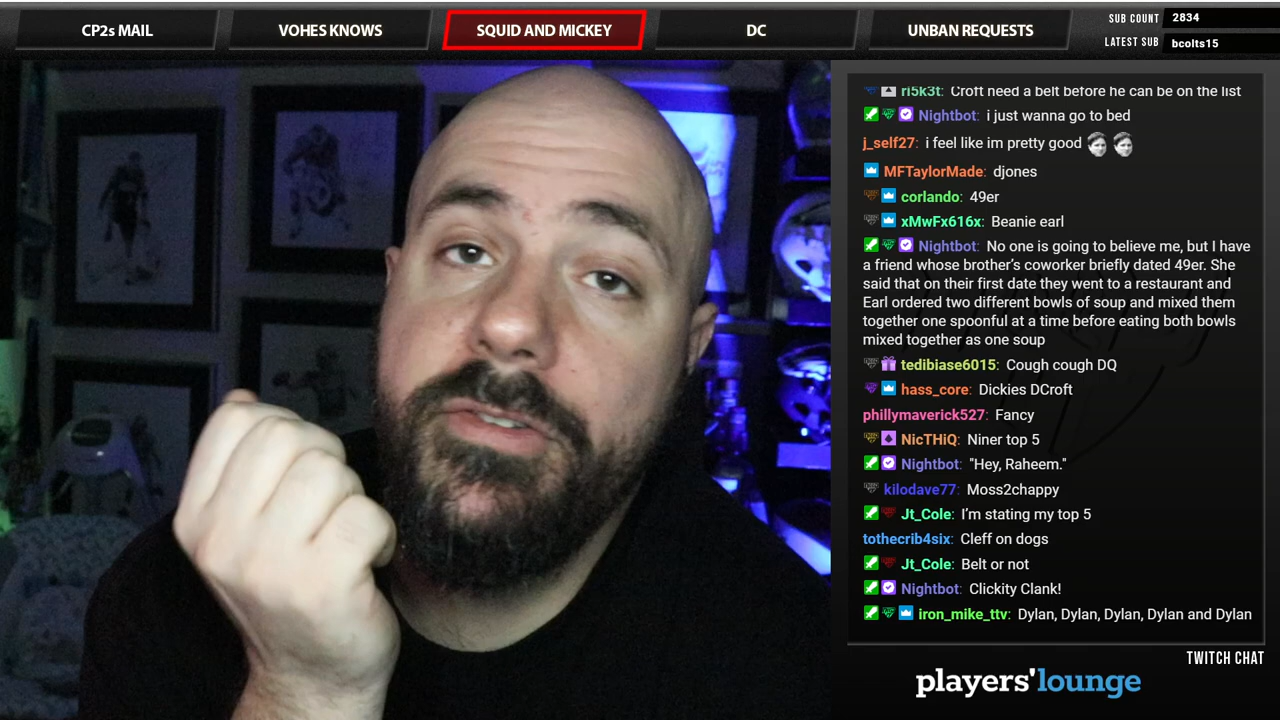 CP2s MAIL
VOHES KNOWS
SQUID AND MICKEY
DC
UNBAN REQUESTS
SUB COUNT 2834
LATEST SUB bcolts15
ri5k3t: Croft need a belt before he can be on the list
Nightbot: i just wanna go to bed
j_self27: i feel like im pretty good
MFTaylorMade: djones
corlando: 49er
xMwFx616x: Beanie earl
Nightbot: No one is going to believe me, but I have
a friend whose brother's coworker briefly dated 49er. She
said that on their first date they went to a restaurant and
Earl ordered two different bowls of soup and mixed them
together one spoonful at a time before eating both bowls
mixed together as one soup
tedibiase6015: Cough cough DQ
hass_core: Dickies DCroft
phillymaverick527: Fancy
NicTHiQ: Niner top 5
Nightbot: "Hey, Raheem."
kilodave77: Moss2chappy
Jt_Cole: I'm stating my top 5
tothecrib4six: Cleff on dogs
Jt_Cole: Belt or not
Nightbot: Clickity Clank!
iron_mike_ttv: Dylan, Dylan, Dylan, Dylan and Dylan
TWITCH CHAT
players'lounge